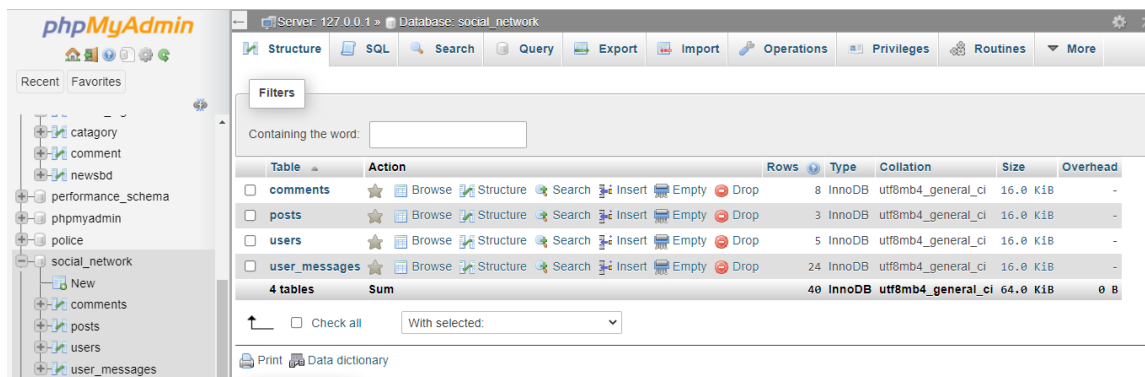 phpMyAdmin
Recent Favorites
catagory
comment
newsbd
performance_schema
phpmyadmin
police
social_network
New
comments
posts
users
user_messages
Server: 127.0.0.1 » Database: social_network
Structure SQL Search Query Export Import Operations Privileges Routines More
Filters
Containing the word:
Table Action Rows Type Collation Size Overhead
comments Browse Structure Search Insert Empty Drop 8 InnoDB utf8mb4_general_ci 16.0 KiB -
posts Browse Structure Search Insert Empty Drop 3 InnoDB utf8mb4_general_ci 16.0 KiB -
users Browse Structure Search Insert Empty Drop 5 InnoDB utf8mb4_general_ci 16.0 KiB -
user_messages Browse Structure Search Insert Empty Drop 24 InnoDB utf8mb4_general_ci 16.0 KiB -
4 tables Sum 40 InnoDB utf8mb4_general_ci 64.0 KiB 0 B
Check all With selected:
Print Data dictionary